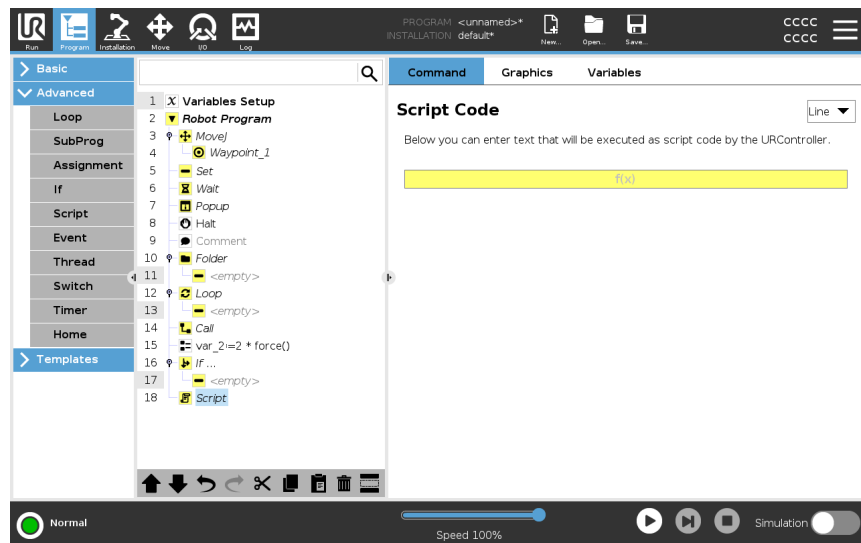 PROGRAM <unnamed>*
INSTALLATION default*
UR
Run
Program
Installation
Move
I/O
Log
New...
Open...
Save...
CCCC
CCCC
Basic
Advanced
Loop
SubProg
Assignment
If
Script
Event
Thread
Switch
Timer
Home
Templates
1 X Variables Setup
2 Robot Program
3 MoveJ
4 Waypoint_1
5 Set
6 Wait
7 Popup
8 Halt
9 Comment
10 Folder
11 <empty>
12 Loop
13 <empty>
14 Call
15 var_2≔2 * force()
16 If ...
17 <empty>
18 Script
Command Graphics Variables
Script Code
Line
Below you can enter text that will be executed as script code by the URController.
f(x)
Normal
Speed 100%
Simulation